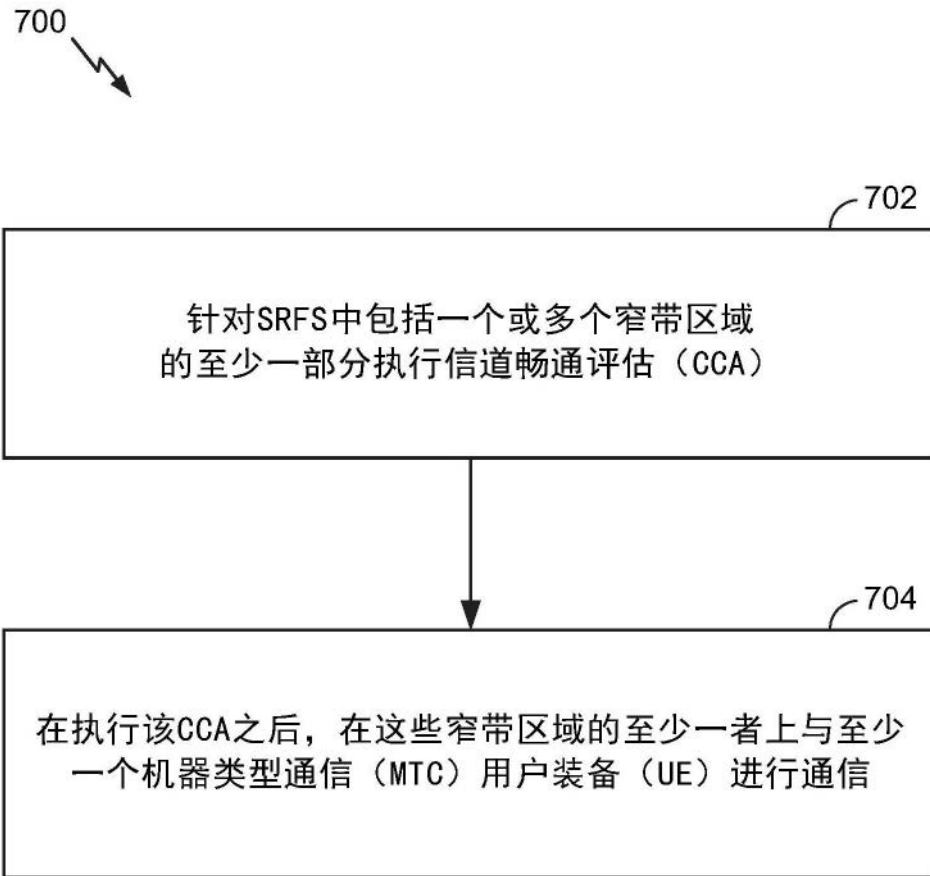 700
702
针对SRFS中包括一个或多个窄带区域
的至少一部分执行信道畅通评估（CCA）
704
在执行该CCA之后，在这些窄带区域的至少一者上与至少
一个机器类型通信（MTC）用户装备（UE）进行通信